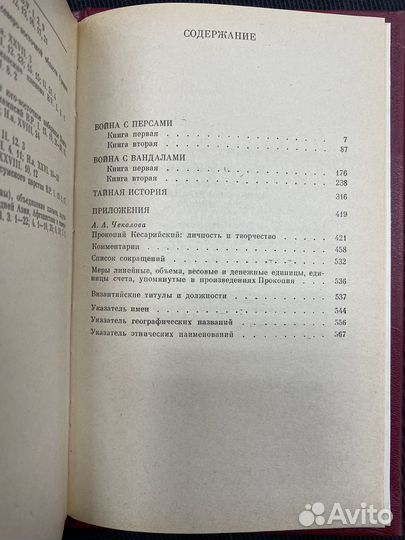 СОДЕРЖАНИЕ
ВОЙНА С ПЕРСАМИ
Книга первая . . . . . . . . . . . . . . . . 7
Книга вторая . . . . . . . . . . . . . . . . 87
ВОЙНА С ВАНДАЛАМИ
Книга первая . . . . . . . . . . . . . . . . 176
Книга вторая . . . . . . . . . . . . . . . . 238
ТАЙНАЯ ИСТОРИЯ 316
ПРИЛОЖЕНИЯ 419
А. А. Чекалова
Прокопий Кесарийский: личность и творчество . . . 421
Комментарии . . . . . . . . . . . . . . . . 458
Список сокращений . . . . . . . . . . . . . 532
Меры линейные, объема, весовые и денежные единицы, еди-
ницы счета, упомянутые в произведениях Прокопия . . . 536
Византийские титулы и должности . . . . . . . 537
Указатель имен . . . . . . . . . . . . . . . 544
Указатель географических названий . . . . . . . 556
Указатель этнических наименований . . . . . . . 567
Avito